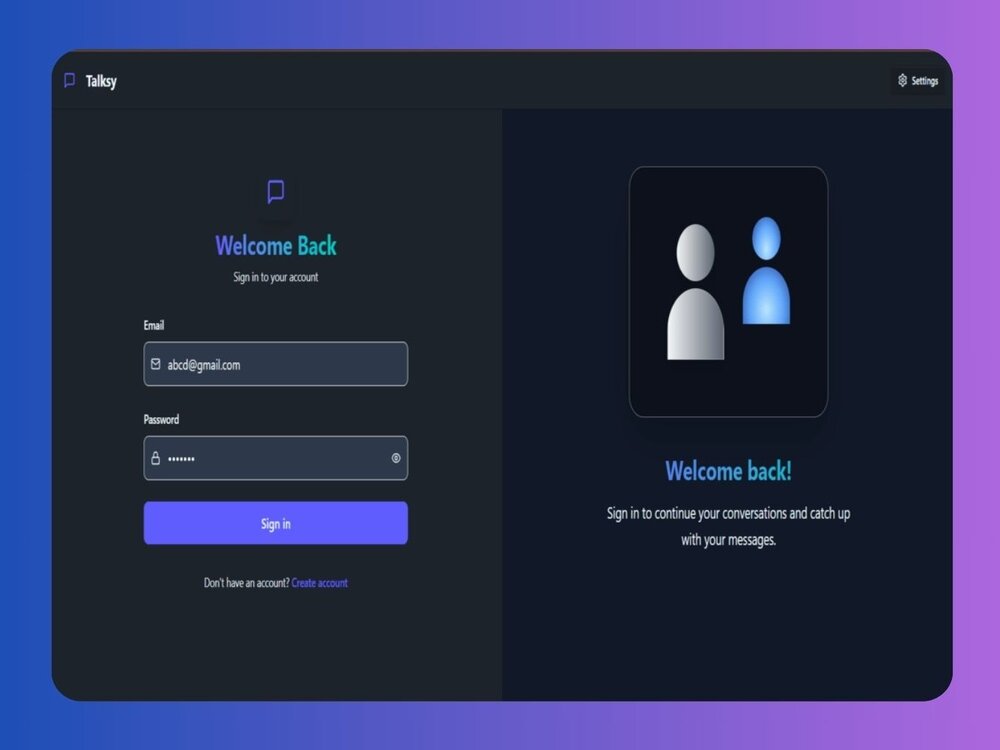 Talksy
Settings
Welcome Back
Sign in to your account
Email
abcd@gmail.com
Password
•••••••
Sign in
Don't have an account? Create account
Welcome back!
Sign in to continue your conversations and catch up
with your messages.